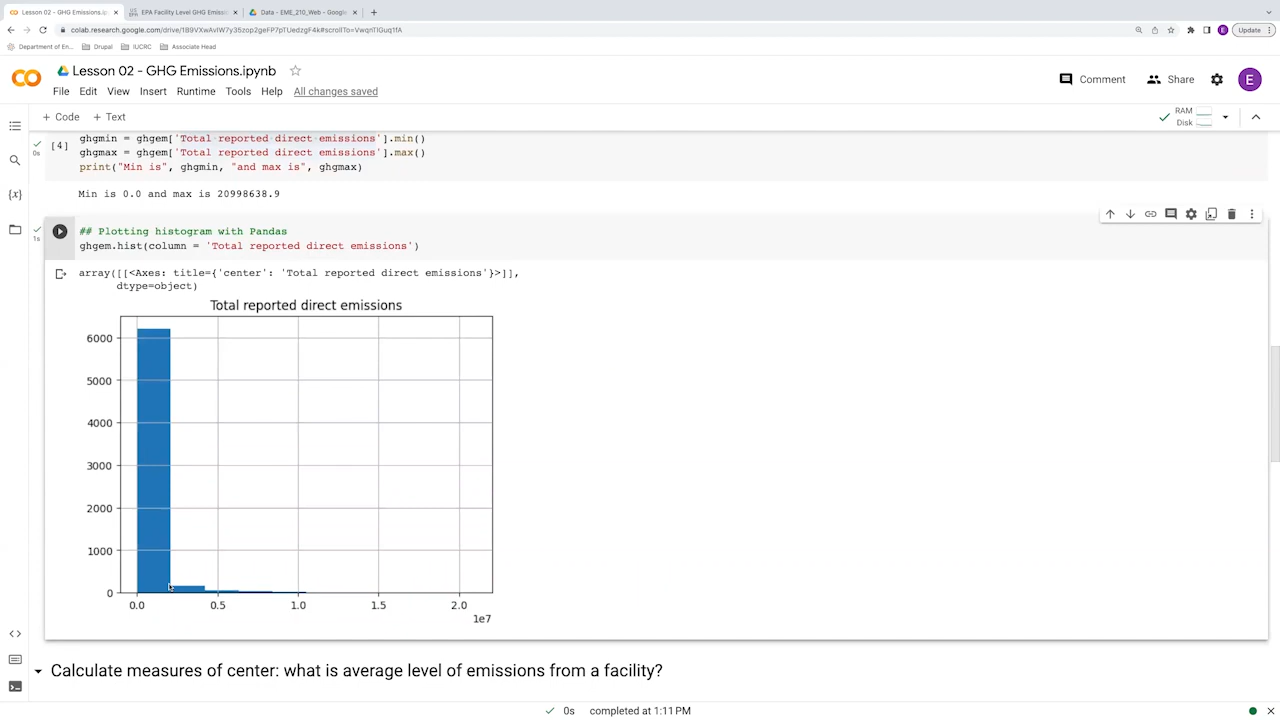 Lesson 02 - GHG Emissions.ip
EPA Facility Level GHG Emiss
Data - EME_210_Web - Google
colab.research.google.com/drive/
Department of En...
Drupal
IUCRC
Associate Head
E
Update
CO
Lesson 02 - GHG Emissions.ipynb
Comment
Share
E
File Edit View Insert Runtime Tools Help All changes saved
+ Code + Text
RAM
Disk
[4]
0s
ghgmin = ghgem['Total reported direct emissions'].min()
ghgmax = ghgem['Total reported direct emissions'].max()
print("Min is", ghgmin, "and max is", ghgmax)
Min is 0.0 and max is 20998638.9
{x}
1s
## Plotting histogram with Pandas
ghgem.hist(column = 'Total reported direct emissions')
array([[<Axes: title={'center': 'Total reported direct emissions'}>]],
dtype=object)
Total reported direct emissions
6000
5000
4000
3000
2000
1000
0
0.0 0.5 1.0 1.5 2.0
1e7
Calculate measures of center: what is average level of emissions from a facility?
0s completed at 1:11 PM